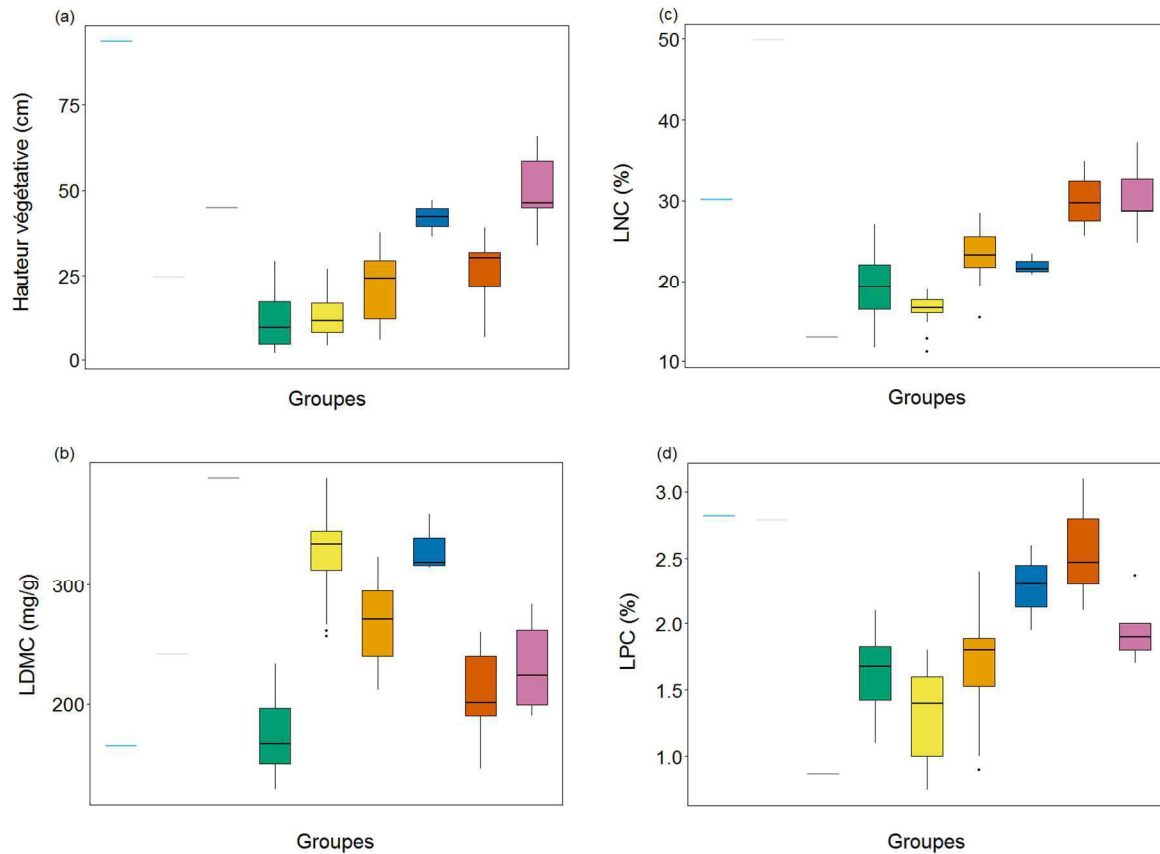 (a)
Hauteur végétative (cm)
75
50
25
0
Groupes
(c)
LNC (%)
50
40
30
20
10
Groupes
(b)
LDMC (mg/g)
300
200
Groupes
(d)
LPC (%)
3.0
2.5
2.0
1.5
1.0
Groupes